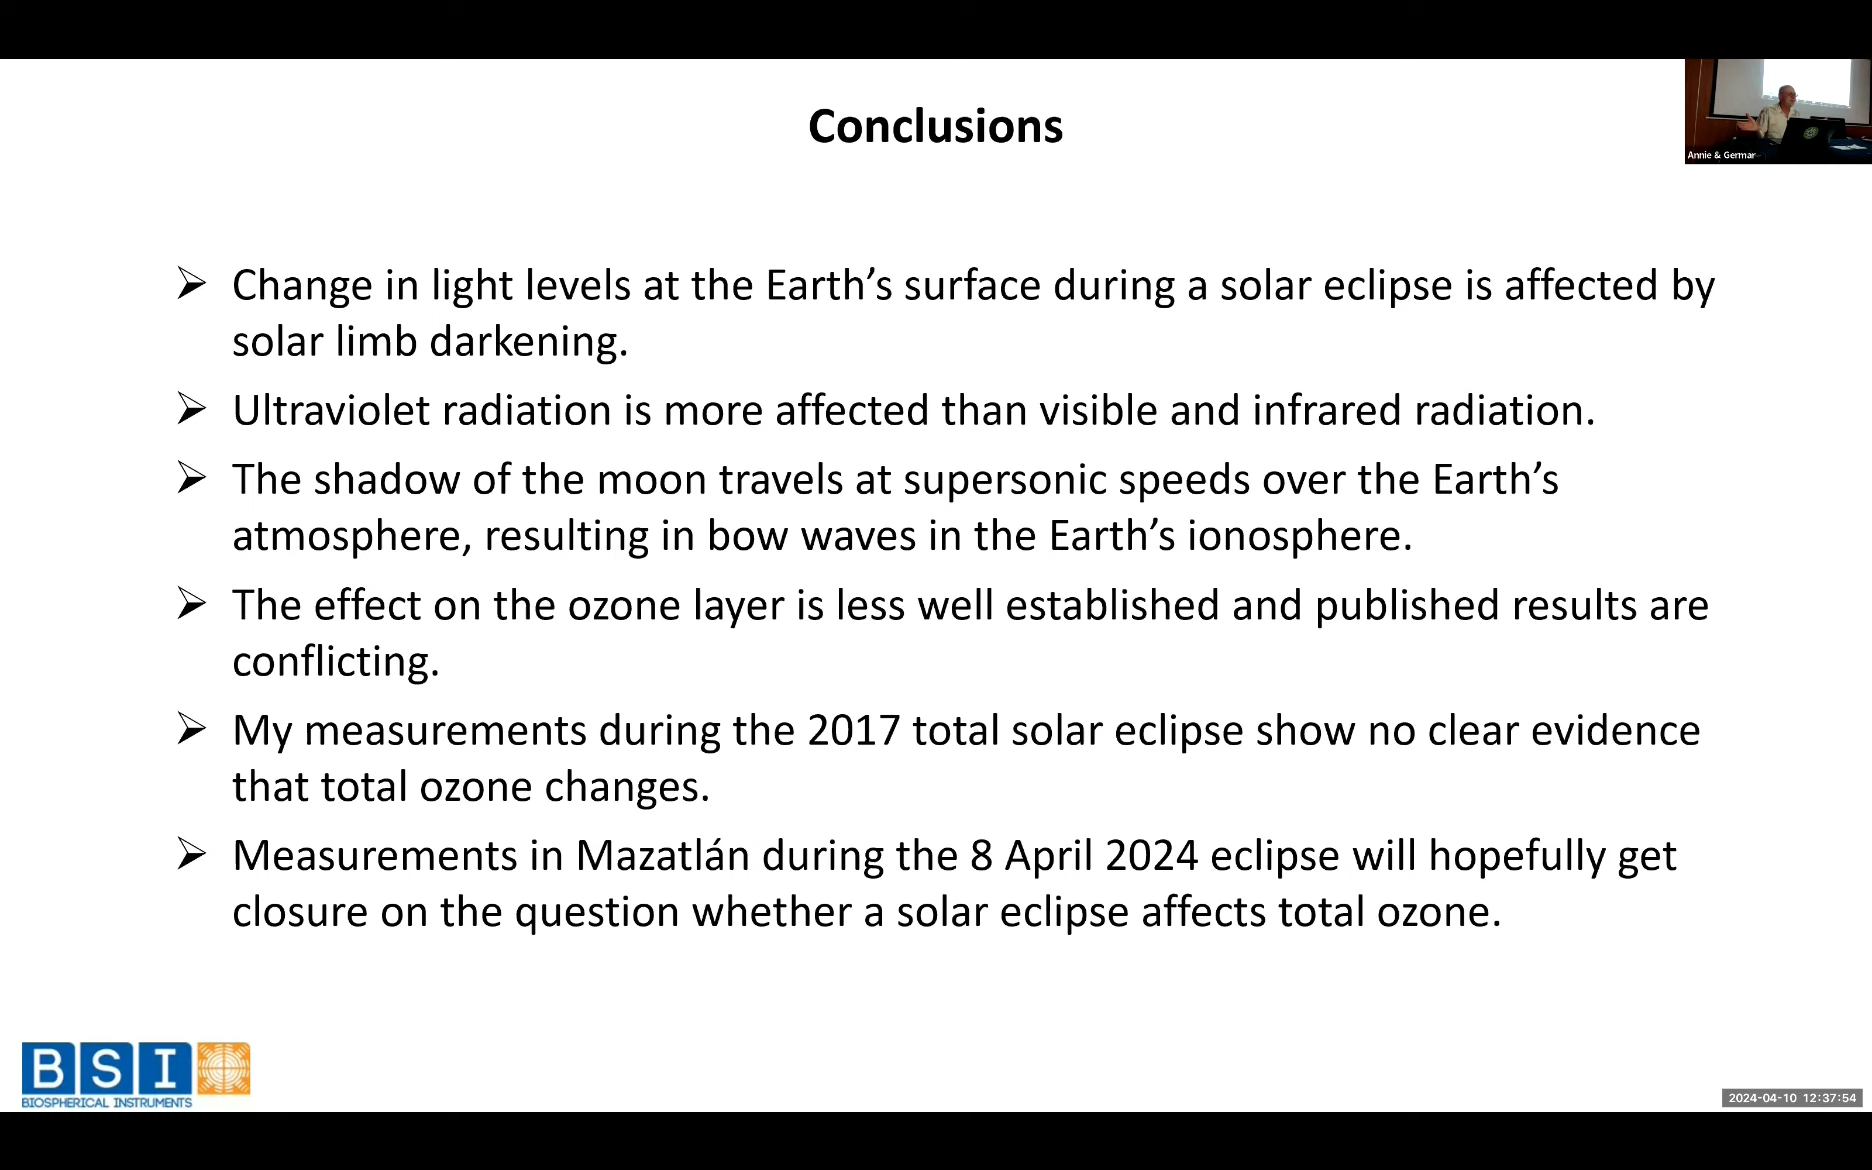 Conclusions
Annie & Germar
➢ Change in light levels at the Earth’s surface during a solar eclipse is affected by
solar limb darkening.
➢ Ultraviolet radiation is more affected than visible and infrared radiation.
➢ The shadow of the moon travels at supersonic speeds over the Earth’s
atmosphere, resulting in bow waves in the Earth’s ionosphere.
➢ The effect on the ozone layer is less well established and published results are
conflicting.
➢ My measurements during the 2017 total solar eclipse show no clear evidence
that total ozone changes.
➢ Measurements in Mazatlán during the 8 April 2024 eclipse will hopefully get
closure on the question whether a solar eclipse affects total ozone.
BSI
BIOSPHERICAL INSTRUMENTS
2024-04-10 12:37:54